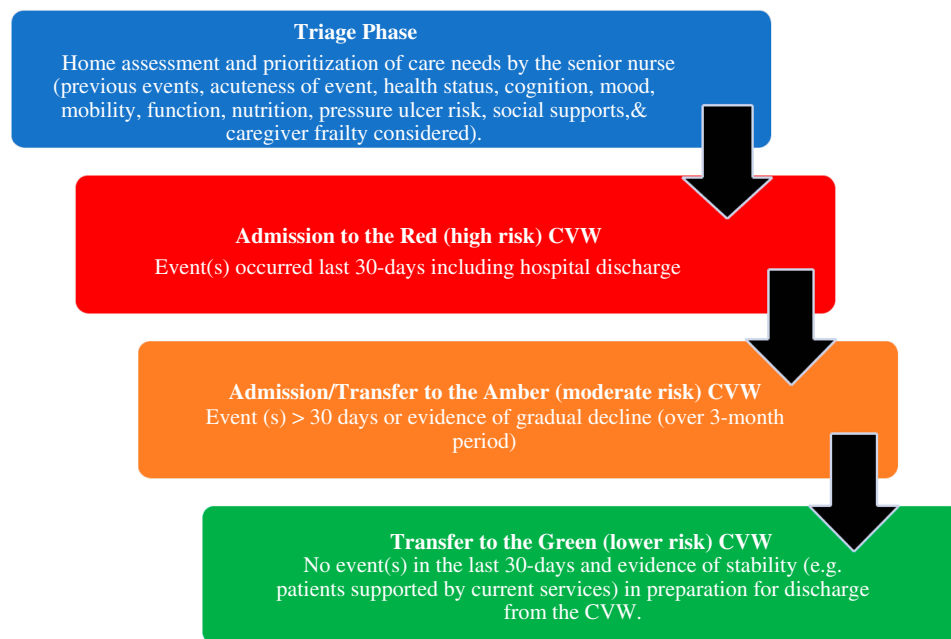 Triage Phase
Home assessment and prioritization of care needs by the senior nurse
(previous events, acuteness of event, health status, cognition, mood,
mobility, function, nutrition, pressure ulcer risk, social supports,&
caregiver frailty considered).
Admission to the Red (high risk) CVW
Event(s) occurred last 30-days including hospital discharge
Admission/Transfer to the Amber (moderate risk) CVW
Event (s) > 30 days or evidence of gradual decline (over 3-month
period)
Transfer to the Green (lower risk) CVW
No event(s) in the last 30-days and evidence of stability (e.g.
patients supported by current services) in preparation for discharge
from the CVW.